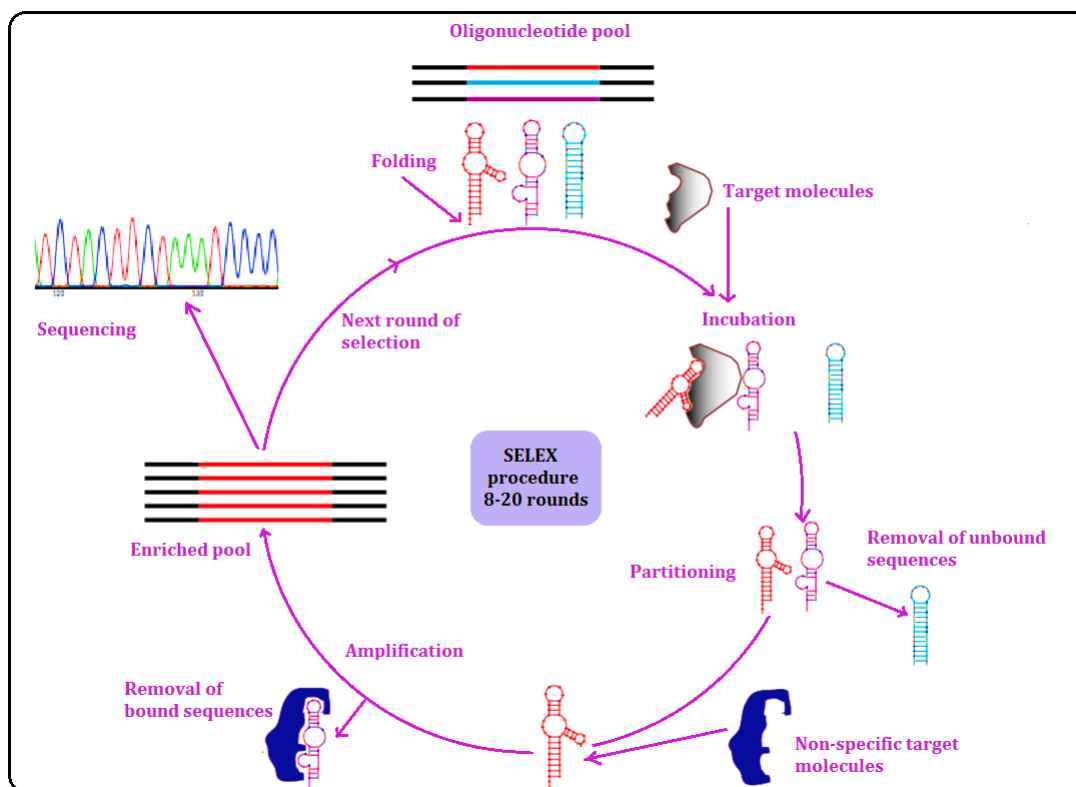 Oligonucleotide pool
Folding
Target molecules
Incubation
Sequencing
Next round of
selection
SELEX
procedure
8-20 rounds
Enriched pool
Partitioning
Removal of unbound
sequences
Amplification
Removal of
bound sequences
Non-specific target
molecules